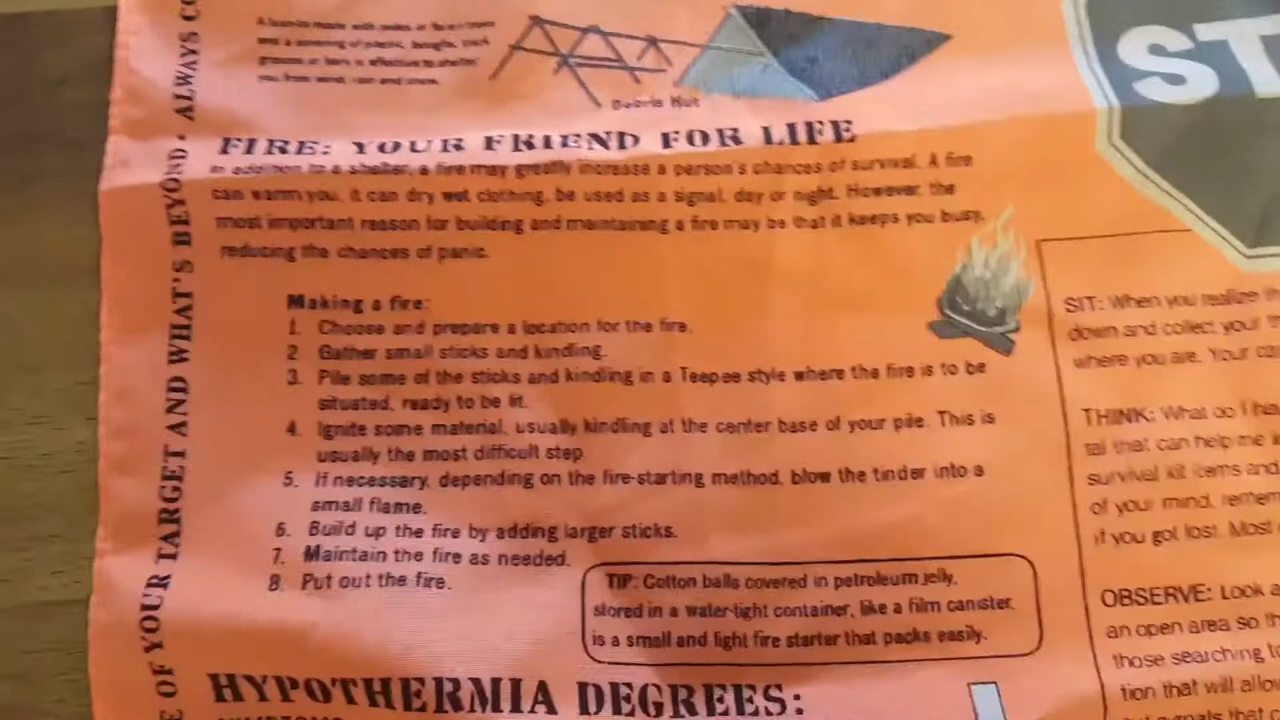 A lean-to made with poles or fallen trees
and a covering of plastic, boughs, thick
grasses or bark is effective to shelter
you from wind, rain and snow.
Debris Hut
FIRE: YOUR FRIEND FOR LIFE
In addition to a shelter, a fire may greatly increase a person's chances of survival. A fire
can warm you, it can dry wet clothing, be used as a signal, day or night. However, the
most important reason for building and maintaining a fire may be that it keeps you busy,
reducing the chances of panic.
Making a fire:
1. Choose and prepare a location for the fire.
2 Gather small sticks and kindling.
3. Pile some of the sticks and kindling in a Teepee style where the fire is to be
situated, ready to be lit.
4. Ignite some material, usually kindling at the center base of your pile. This is
usually the most difficult step.
5. If necessary, depending on the fire-starting method, blow the tinder into a
small flame.
6. Build up the fire by adding larger sticks.
7. Maintain the fire as needed.
8. Put out the fire.
TIP: Cotton balls covered in petroleum jelly,
stored in a water-tight container, like a film canister,
is a small and light fire starter that packs easily.
HYPOTHERMIA DEGREES:
OF YOUR TARGET AND WHAT'S BEYOND • ALWAYS
ST
SIT: When you realize
down and collect your
where you are. Your
THINK: What do I
that can help me
survival kit items and
of your mind,
if you got lost. Most
OBSERVE: Look
an open area so
those searching
tion that will allow
signals that